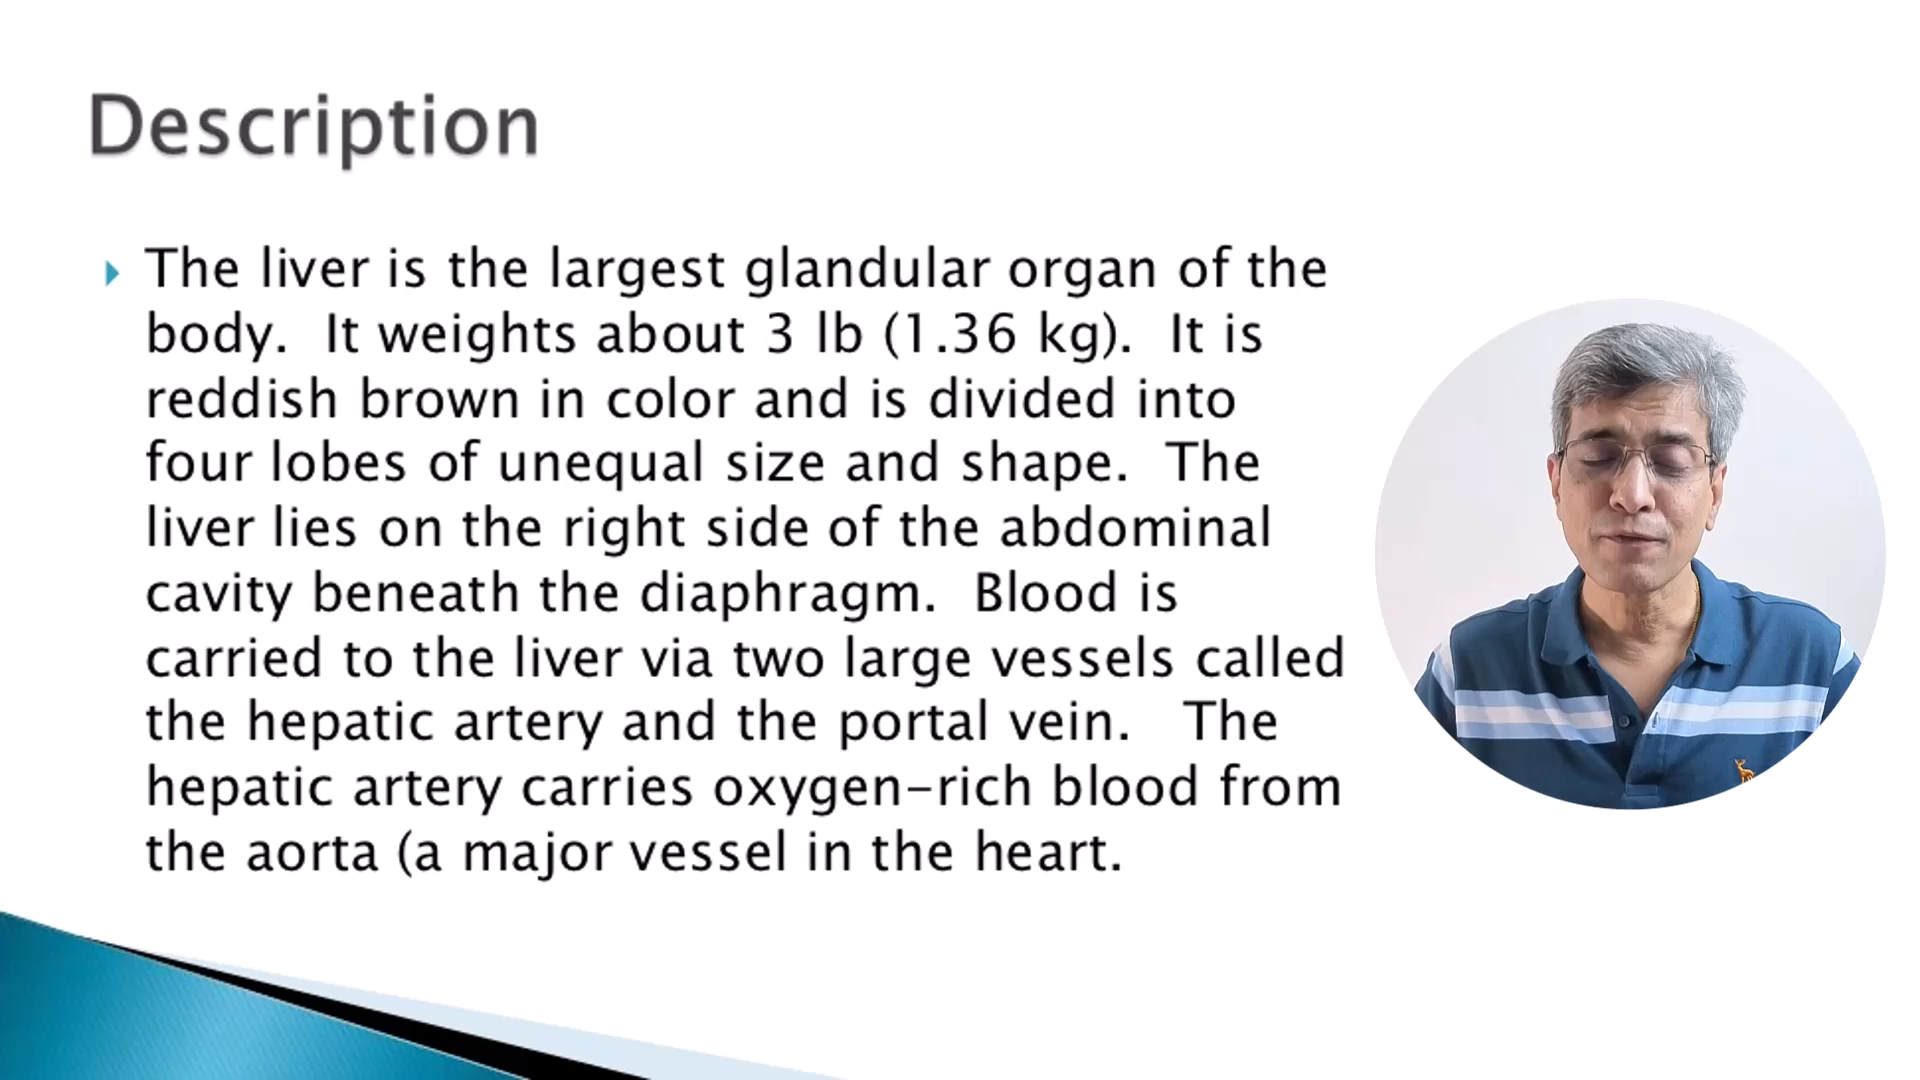 Description
The liver is the largest glandular organ of the
body.  It weights about 3 lb (1.36 kg).  It is
reddish brown in color and is divided into
four lobes of unequal size and shape.  The
liver lies on the right side of the abdominal
cavity beneath the diaphragm.  Blood is
carried to the liver via two large vessels called
the hepatic artery and the portal vein.   The
hepatic artery carries oxygen-rich blood from
the aorta (a major vessel in the heart.